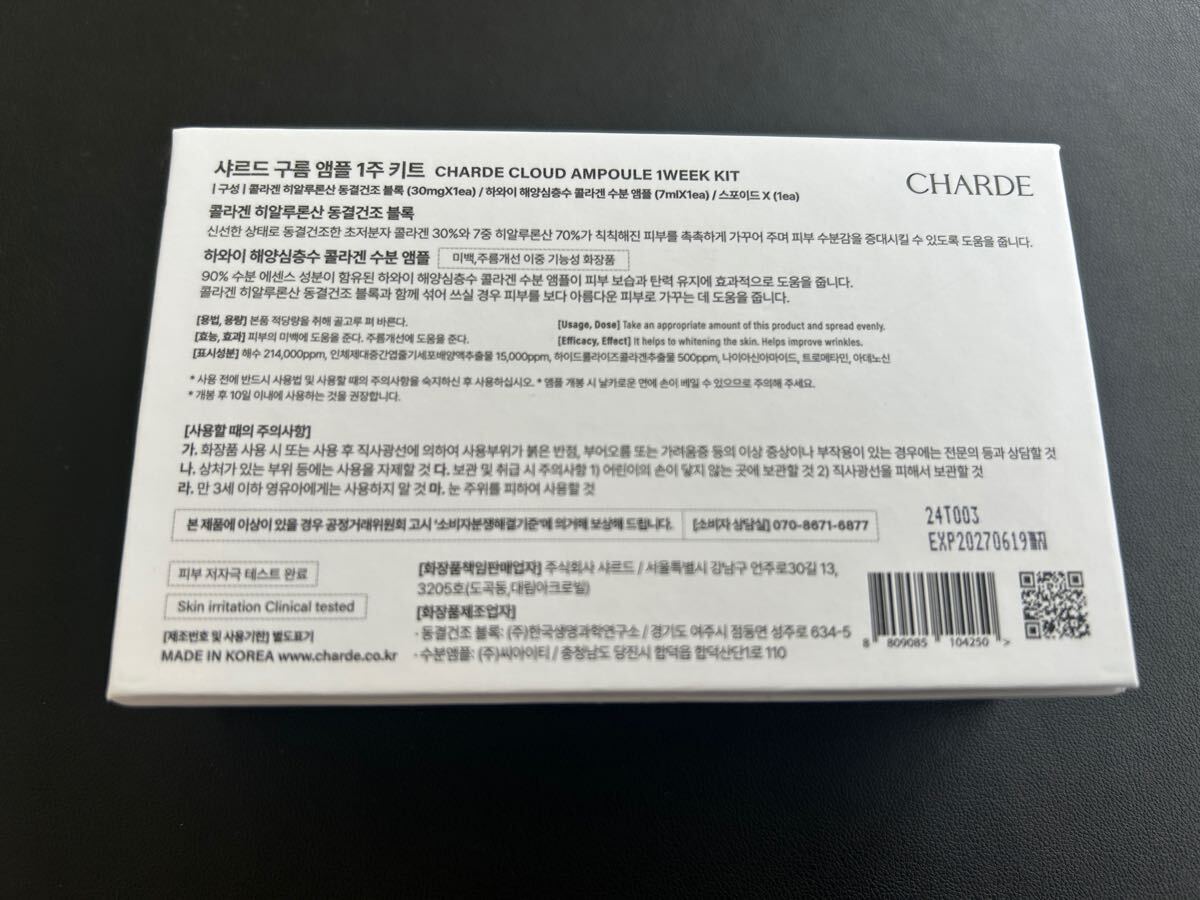 샤르드 구름 앰플 1주 키트 CHARDE CLOUD AMPOULE 1WEEK KIT
CHARDE
| 구성 | 콜라겐 히알루론산 동결건조 블록 (30mgX1ea) / 하와이 해양심층수 콜라겐 수분 앰플 (7mlX1ea) / 스포이드 X (1ea)
콜라겐 히알루론산 동결건조 블록
신선한 상태로 동결건조한 초저분자 콜라겐 30%와 7중 히알루론산 70%가 칙칙해진 피부를 촉촉하게 가꾸어 주며 피부 수분감을 증대시킬 수 있도록 도움을 줍니다.
하와이 해양심층수 콜라겐 수분 앰플 미백,주름개선 이중 기능성 화장품
90% 수분 에센스 성분이 함유된 하와이 해양심층수 콜라겐 수분 앰플이 피부 보습과 탄력 유지에 효과적으로 도움을 줍니다.
콜라겐 히알루론산 동결건조 블록과 함께 섞어 쓰실 경우 피부를 보다 아름다운 피부로 가꾸는 데 도움을 줍니다.
[용법, 용량] 본품 적당량을 취해 골고루 펴 바른다. [Usage, Dose] Take an appropriate amount of this product and spread evenly.
[효능, 효과] 피부의 미백에 도움을 준다. 주름개선에 도움을 준다. [Efficacy, Effect] It helps to whitening the skin. Helps improve wrinkles.
[표시성분] 해수 214,000ppm, 인체제대중간엽줄기세포배양액추출물 15,000ppm, 하이드롤라이즈콜라겐추출물 500ppm, 나이아신아마이드, 트로메타민, 아데노신
* 사용 전에 반드시 사용법 및 사용할 때의 주의사항을 숙지하신 후 사용하십시오. * 앰플 개봉 시 날카로운 면에 손이 베일 수 있으므로 주의해 주세요.
* 개봉 후 10일 이내에 사용하는 것을 권장합니다.
[사용할 때의 주의사항]
가. 화장품 사용 시 또는 사용 후 직사광선에 의하여 사용부위가 붉은 반점, 부어오름 또는 가려움증 등의 이상 증상이나 부작용이 있는 경우에는 전문의 등과 상담할 것
나. 상처가 있는 부위 등에는 사용을 자제할 것 다. 보관 및 취급 시 주의사항 1) 어린이의 손이 닿지 않는 곳에 보관할 것 2) 직사광선을 피해서 보관할 것
라. 만 3세 이하 영유아에게는 사용하지 말 것 마. 눈 주위를 피하여 사용할 것
본 제품에 이상이 있을 경우 공정거래위원회 고시 '소비자분쟁해결기준'에 의거해 보상해 드립니다. [소비자 상담실] 070-8671-6877
24T003
EXP20270619까지
피부 저자극 테스트 완료
Skin irritation Clinical tested
[제조번호 및 사용기한] 별도표기
MADE IN KOREA www.charde.co.kr
[화장품책임판매업자] 주식회사 샤르드 / 서울특별시 강남구 언주로30길 13,
3205호(도곡동,대림아크로빌)
[화장품제조업자]
· 동결건조 블록: (주)한국생명과학연구소 / 경기도 여주시 점동면 성주로 634-5
· 수분앰플: (주)씨아이티 / 충청남도 당진시 합덕읍 합덕산단1로 110
8 809085 104250 >